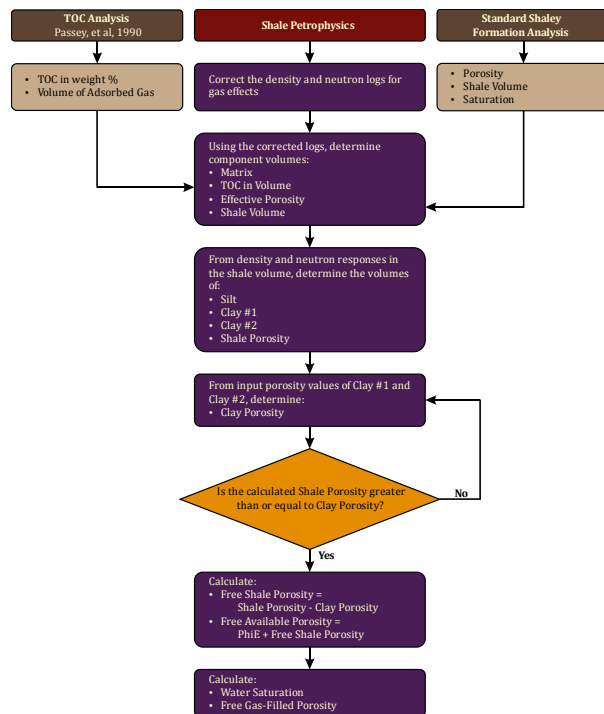 TOC Analysis
Passey, et al, 1990
Shale Petrophysics
Standard Shaley
Formation Analysis
• TOC in weight %
• Volume of Adsorbed Gas
Correct the density and neutron logs for
gas effects
• Porosity
• Shale Volume
• Saturation
Using the corrected logs, determine
component volumes:
• Matrix
• TOC in Volume
• Effective Porosity
• Shale Volume
From density and neutron responses in
the shale volume, determine the volumes
of:
• Silt
• Clay #1
• Clay #2
• Shale Porosity
From input porosity values of Clay #1 and
Clay #2, determine:
• Clay Porosity
Is the calculated Shale Porosity greater
than or equal to Clay Porosity?
No
Yes
Calculate:
• Free Shale Porosity =
Shale Porosity - Clay Porosity
• Free Available Porosity =
PhiE + Free Shale Porosity
Calculate:
• Water Saturation
• Free Gas-Filled Porosity